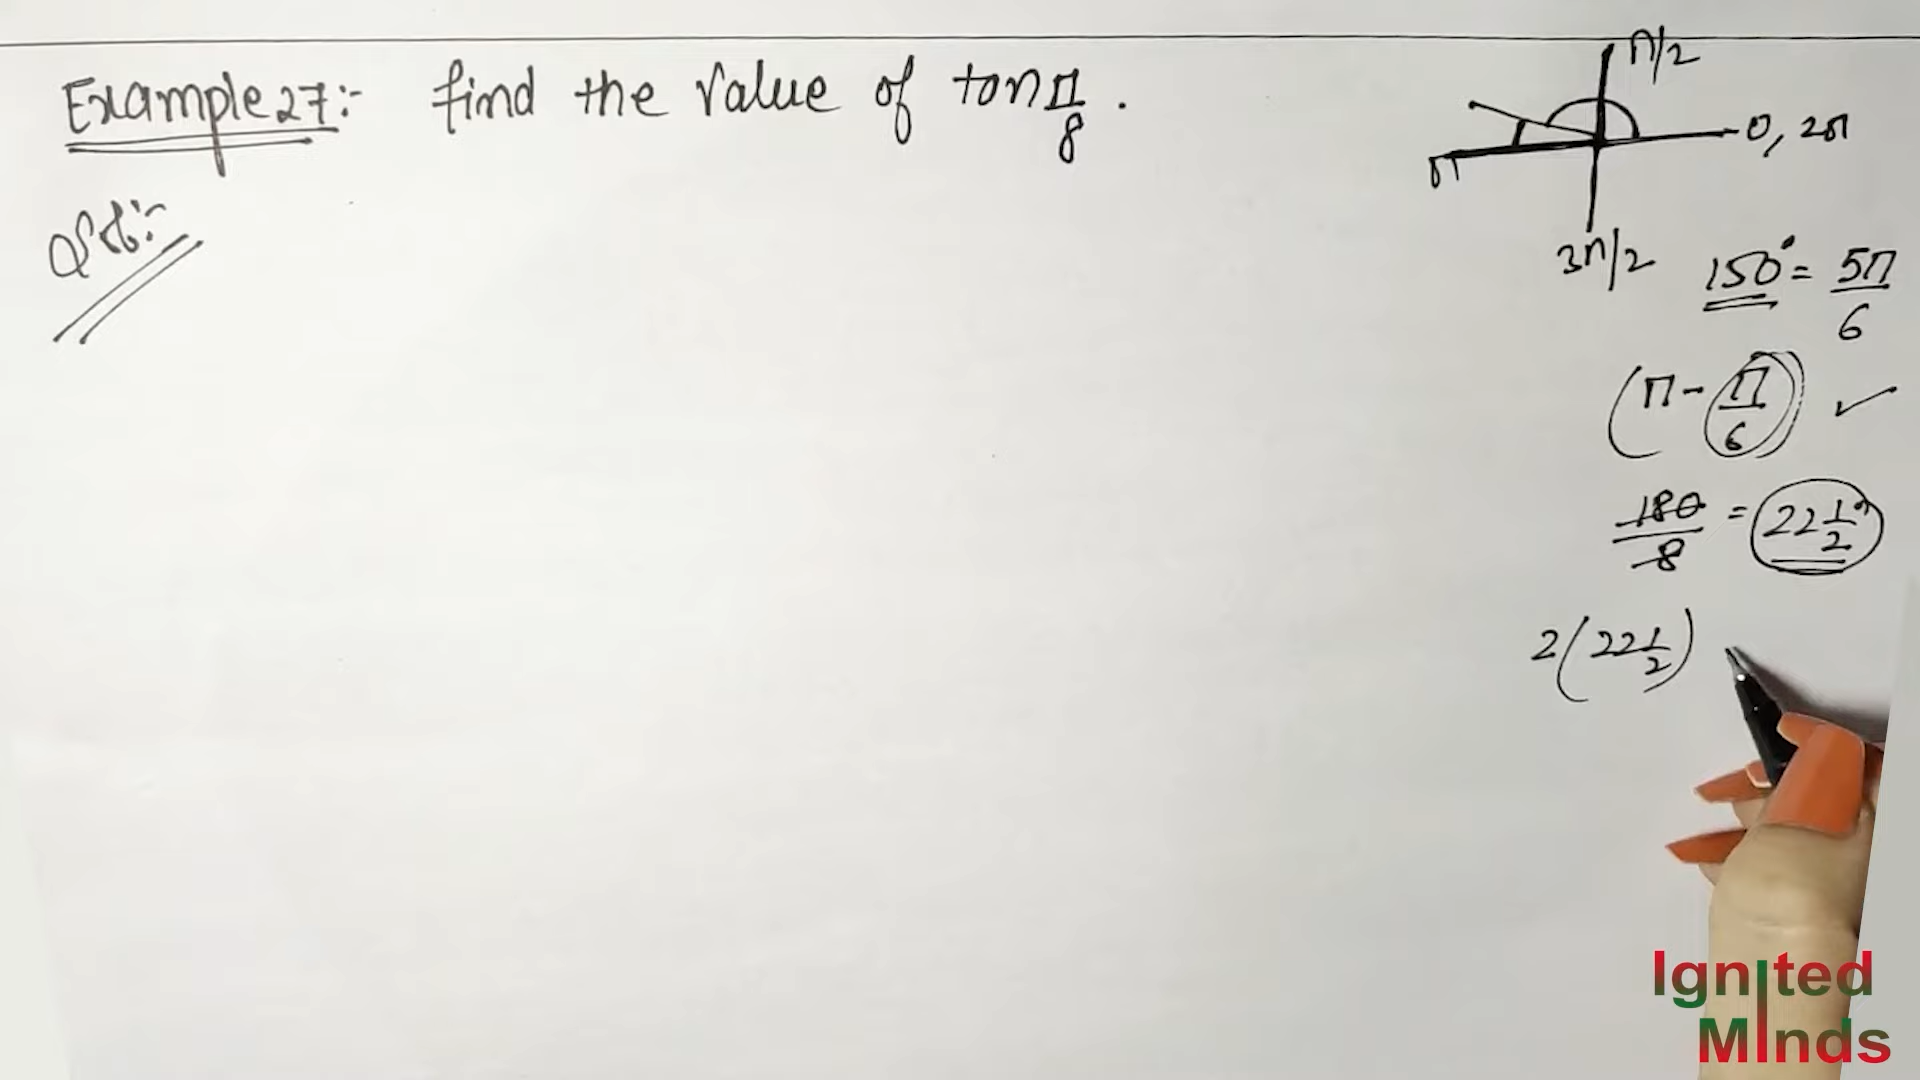 Example 27:- find the value of tan π/8 .
π/2
0, 2π
π
3π/2
150° = 5π/6
(π - π/6) ✓
180/8 = 22 1/2°
2(22 1/2)
Ignited
Minds